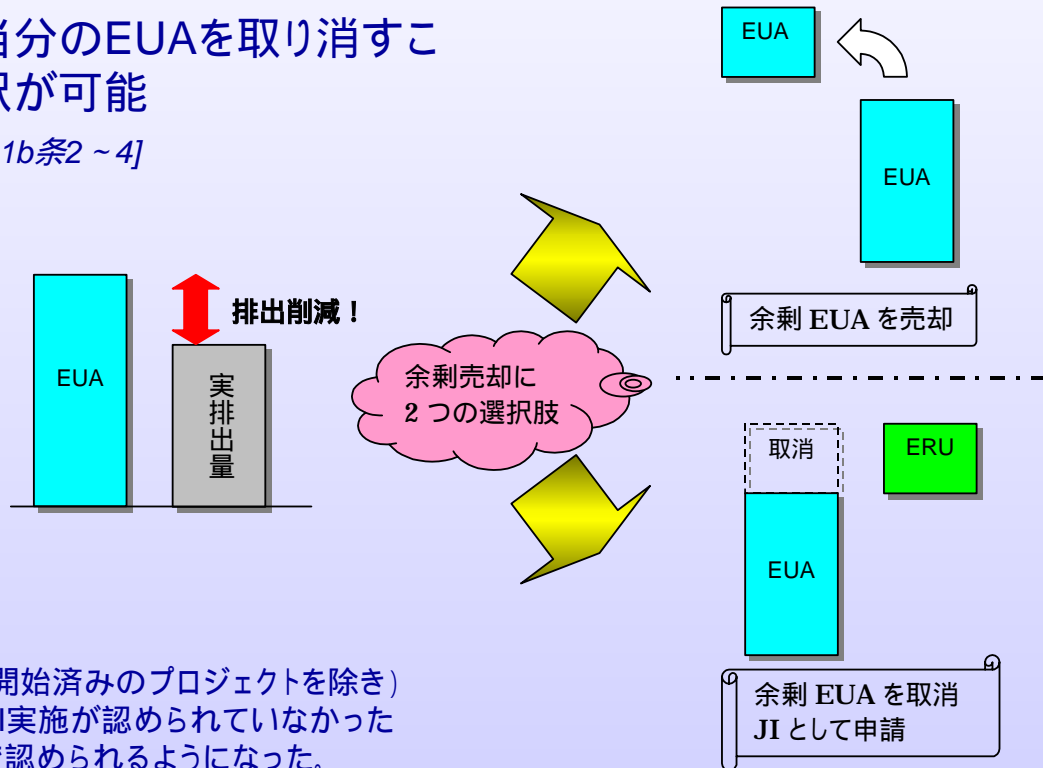 当分のEUAを取り消すこ
択が可能
1b条2~4]
EUA
排出削減！
実排出量
余剰売却に
2 つの選択肢
EUA
EUA
余剰 EUA を売却
取消
ERU
EUA
余剰 EUA を取消
JI として申請
開始済みのプロジェクトを除き)
I実施が認められていなかった
で認められるようになった。